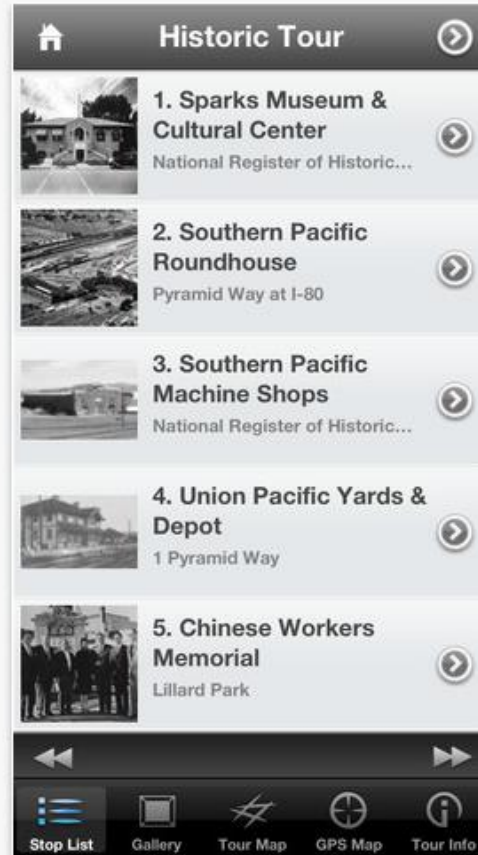 Historic Tour
1. Sparks Museum &
Cultural Center
National Register of Historic...
2. Southern Pacific
Roundhouse
Pyramid Way at I-80
3. Southern Pacific
Machine Shops
National Register of Historic...
4. Union Pacific Yards &
Depot
1 Pyramid Way
5. Chinese Workers
Memorial
Lillard Park
Stop List Gallery Tour Map GPS Map Tour Info